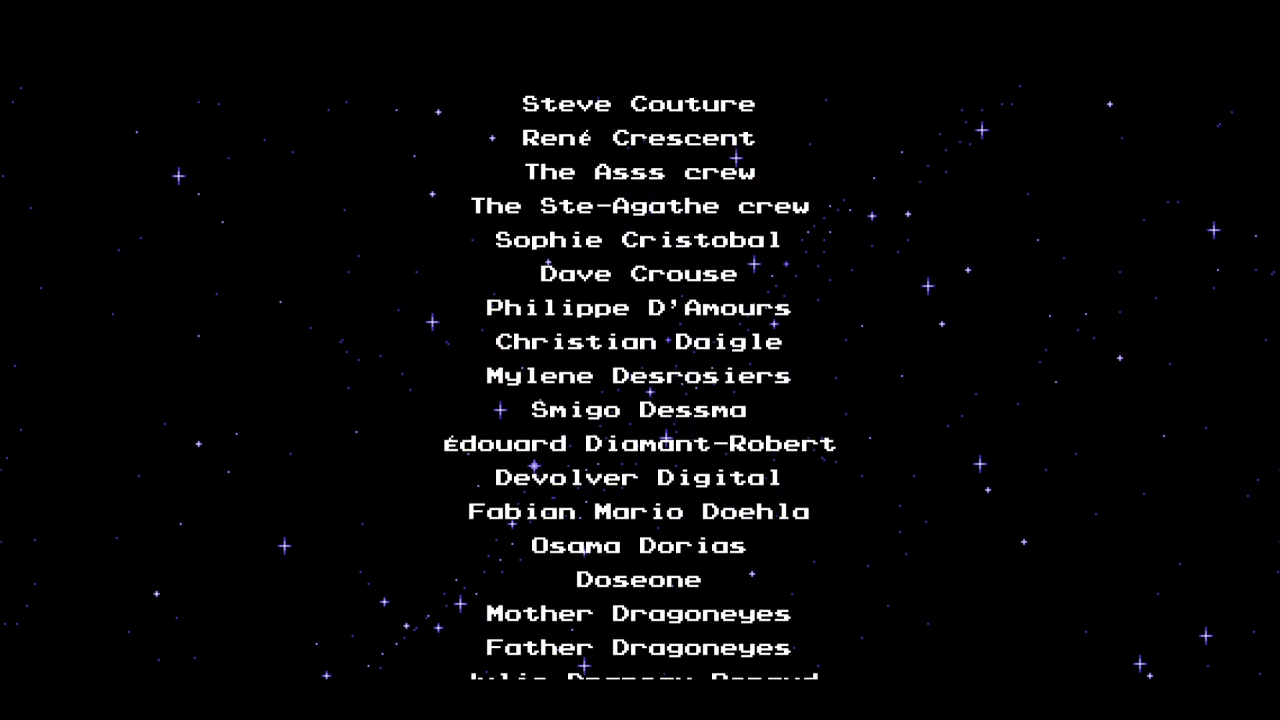 Steve Couture
René Crescent
The Asss crew
The Ste-Agathe crew
Sophie Cristobal
Dave Crouse
Philippe D'Amours
Christian Daigle
Mylene Desrosiers
Smigo Dessma
Édouard Diamant-Robert
Devolver Digital
Fabian Mario Doehla
Osama Dorias
Doseone
Mother Dragoneyes
Father Dragoneyes